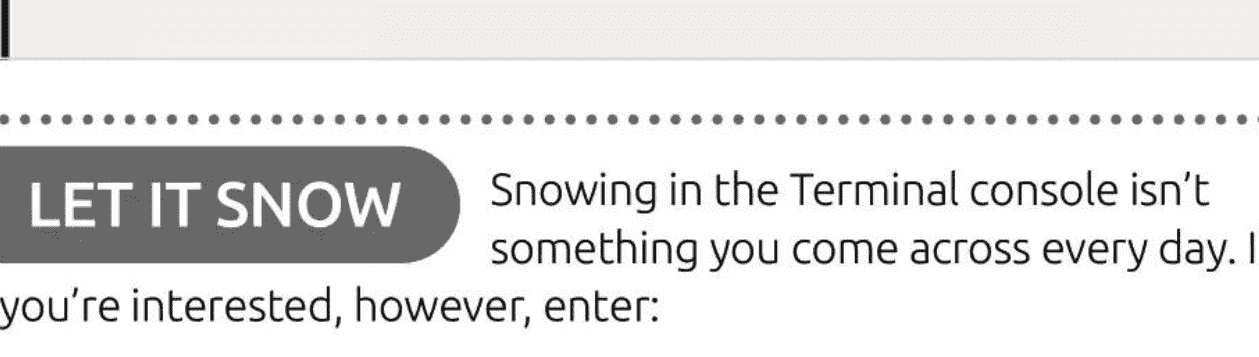 LET IT SNOW
Snowing in the Terminal console isn't
something you come across every day. I
you're interested, however, enter: